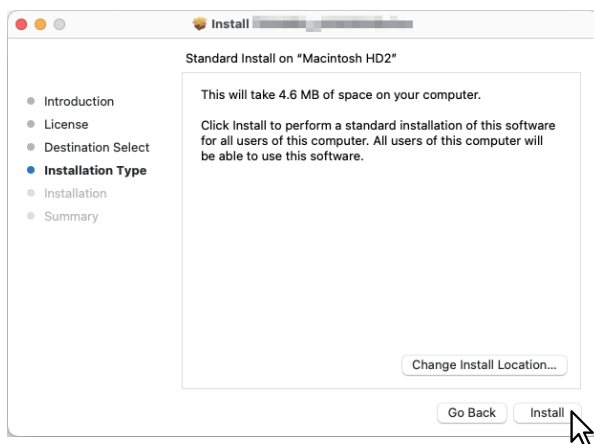 Install
Standard Install on “Macintosh HD2”
Introduction
License
Destination Select
Installation Type
Installation
Summary
This will take 4.6 MB of space on your computer.
Click Install to perform a standard installation of this software
for all users of this computer. All users of this computer will
be able to use this software.
Change Install Location...
Go Back
Install